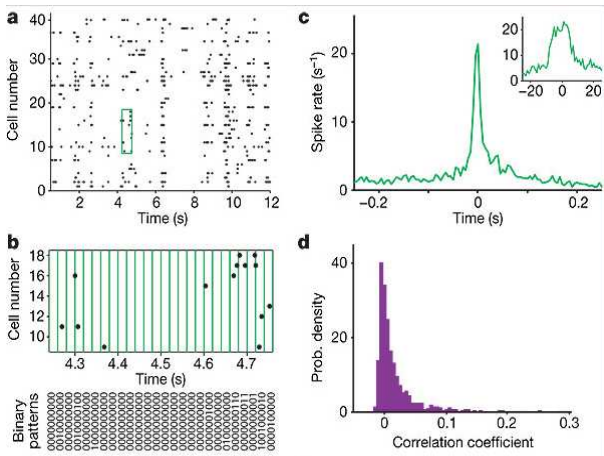 a
40
30
20
10
0
Cell number
2 4 6 8 10 12
Time (s)
b
18
16
14
12
10
Cell number
4.3 4.4 4.5 4.6 4.7
Time (s)
Binary
patterns
c
20
10
0
Spike rate (s⁻¹)
−0.2 0 0.2
Time (s)
20
10
0
−20 0 20
d
40
20
0
Prob. density
0 0.1 0.2 0.3
Correlation coefficient